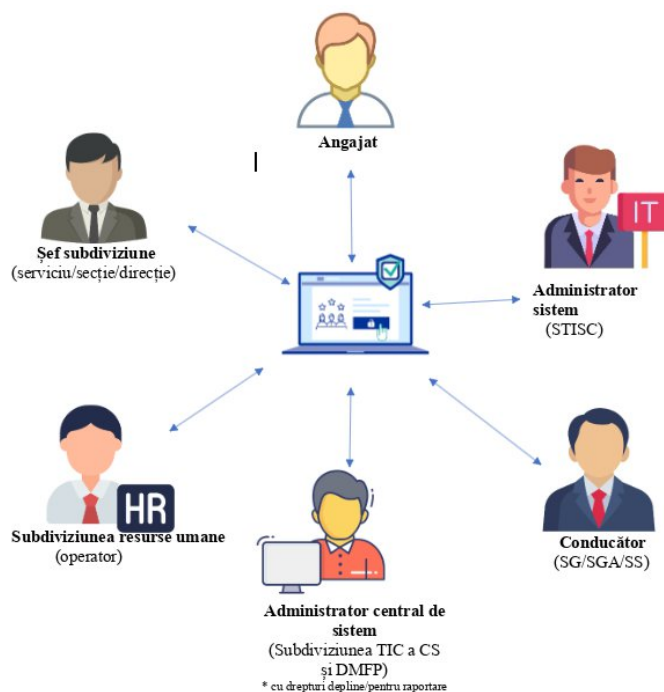 Angajat
Șef subdiviziune
(serviciu/secție/direcție)
IT
Administrator
sistem
(STISC)
HR
Subdiviziunea resurse umane
(operator)
Conducător
(SG/SGA/SS)
Administrator central de
sistem
(Subdiviziunea TIC a CS
și DMFP)
* cu drepturi depline/pentru raportare